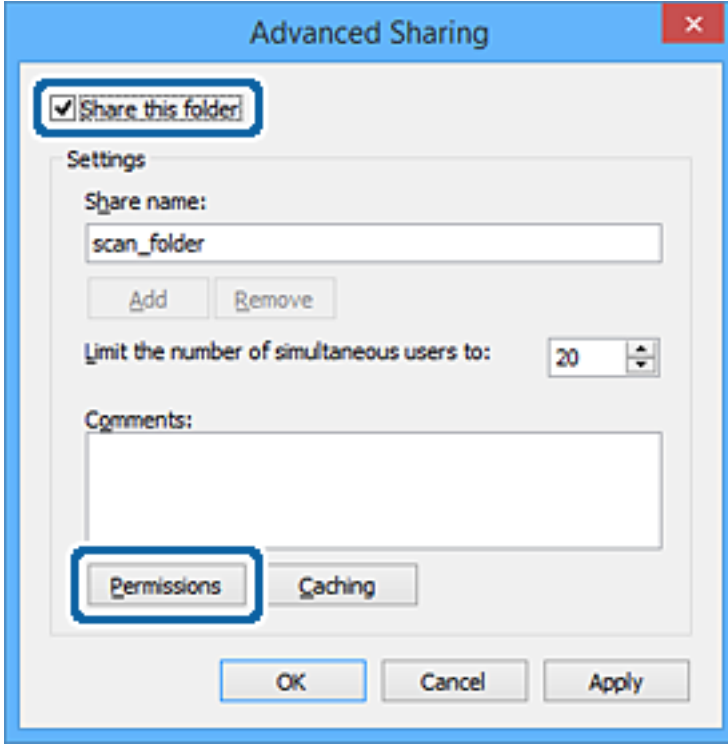 Advanced Sharing
Share this folder
Settings
Share name:
scan_folder
Add Remove
Limit the number of simultaneous users to: 20
Comments:
Permissions Caching
OK Cancel Apply